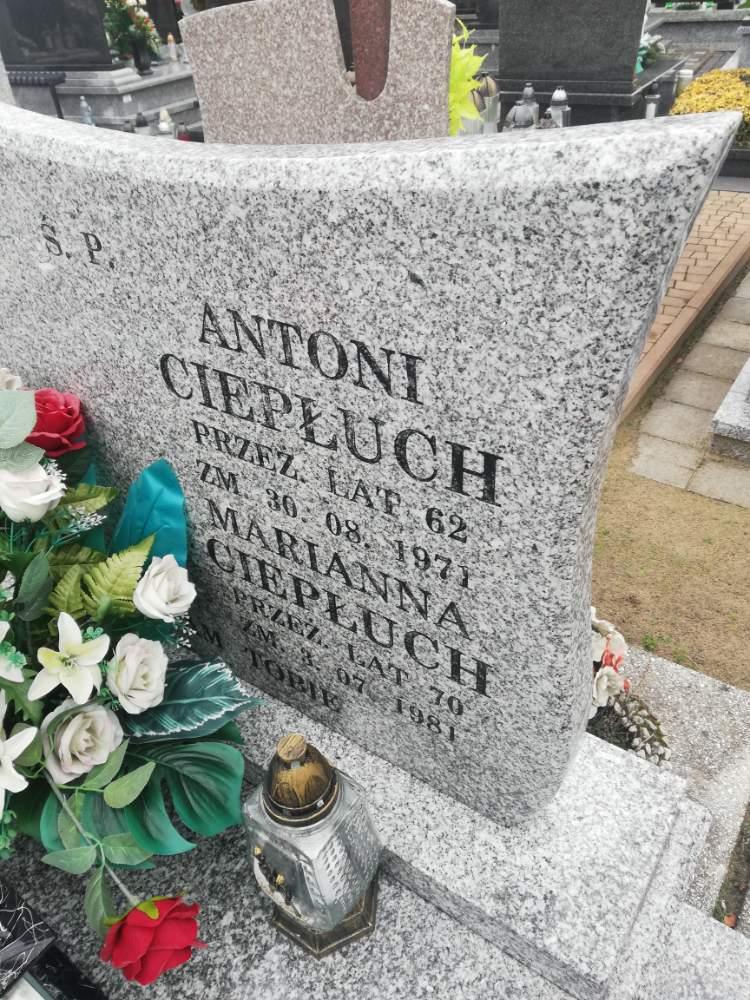 Ś. P.
ANTONI
CIEPŁUCH
PRZEZ. LAT 62
ZM. 30. 08. 1971
MARIANNA
CIEPŁUCH
PRZEZ. LAT 70
ZM. 3. 07. 1981
TOBIE